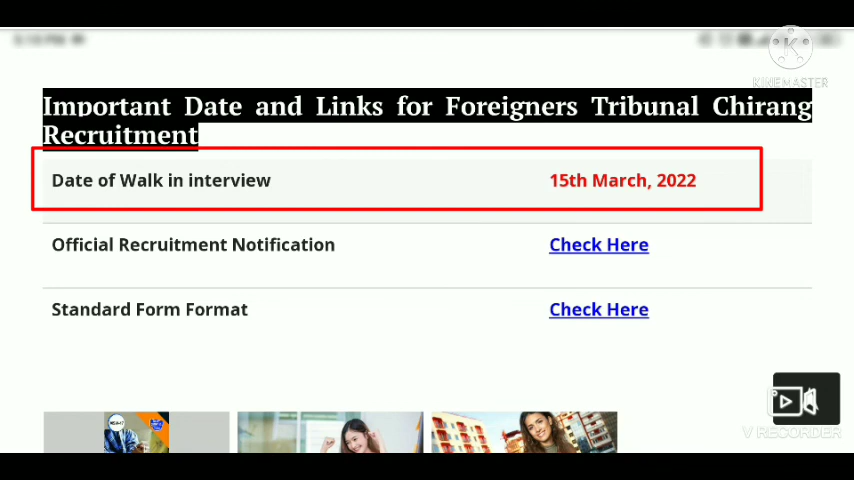 KINEMASTER
Important Date and Links for Foreigners Tribunal Chirang
Recruitment
Date of Walk in interview 15th March, 2022
Official Recruitment Notification Check Here
Standard Form Format Check Here
V RECORDER